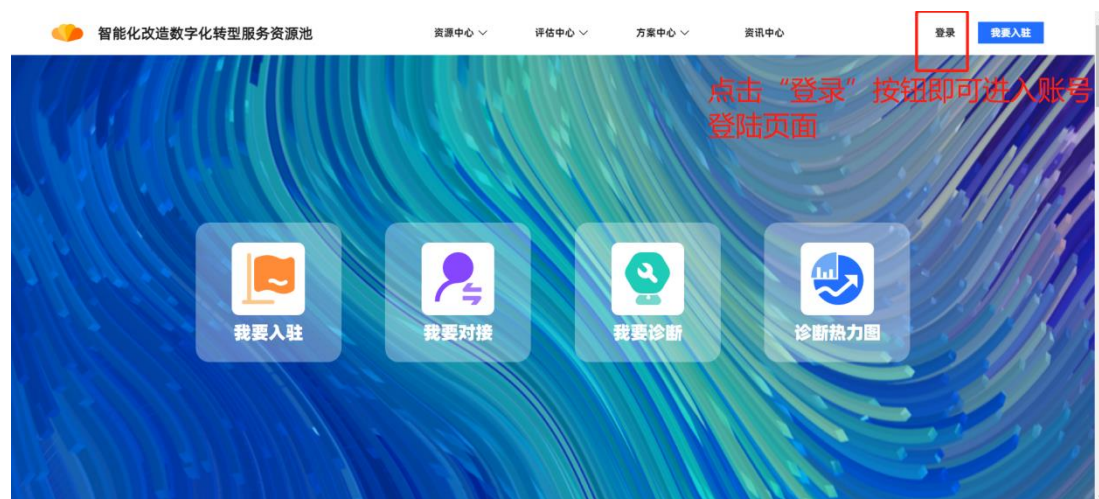 智能化改造数字化转型服务资源池
资源中心
评估中心
方案中心
资讯中心
登录
我要入驻
点击“登录”按钮即可进入账号
登陆页面
我要入驻
我要对接
我要诊断
诊断热力图